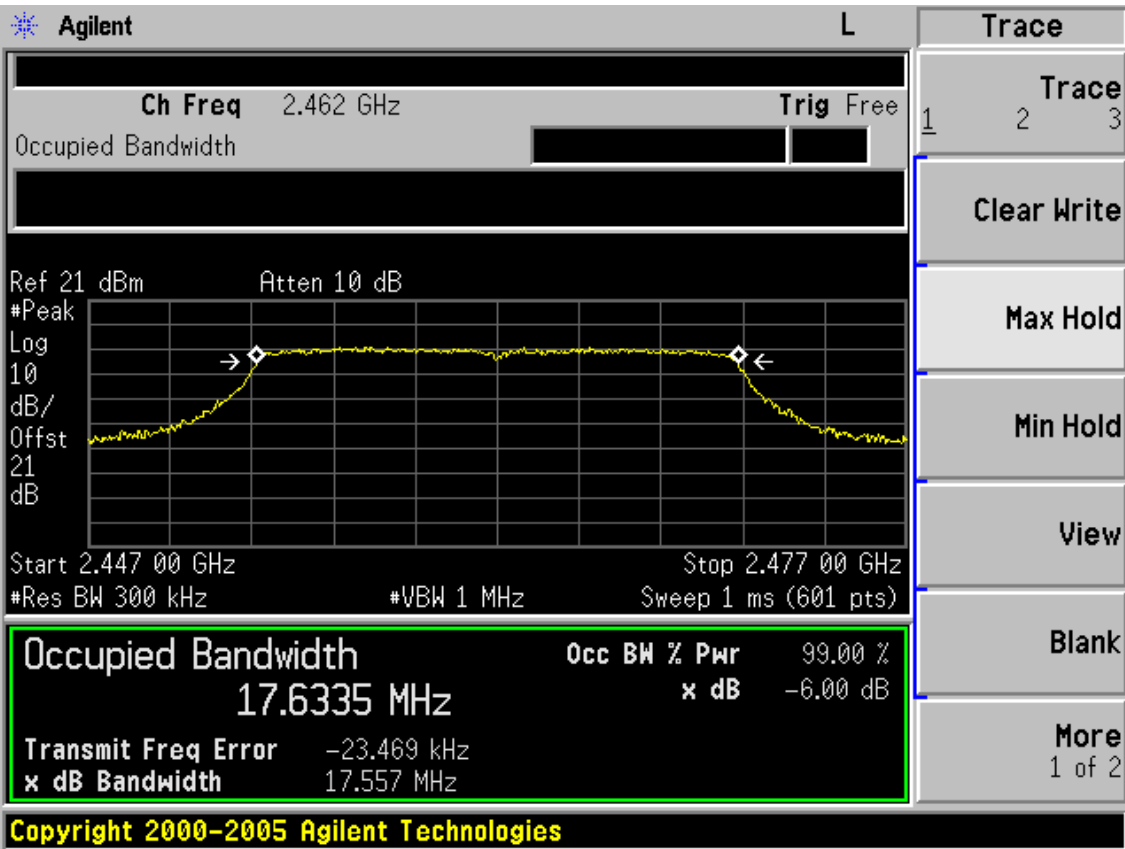 Agilent L Trace
Ch Freq 2.462 GHz Trig Free
Occupied Bandwidth
Ref 21 dBm Atten 10 dB
#Peak
Log
10
dB/
Offst
21
dB
Start 2.447 00 GHz Stop 2.477 00 GHz
#Res BW 300 kHz #VBW 1 MHz Sweep 1 ms (601 pts)
Occupied Bandwidth Occ BW % Pwr 99.00 %
17.6335 MHz x dB -6.00 dB
Transmit Freq Error -23.469 kHz
x dB Bandwidth 17.557 MHz
Trace
1 2 3
Clear Write
Max Hold
Min Hold
View
Blank
More
1 of 2
Copyright 2000-2005 Agilent Technologies